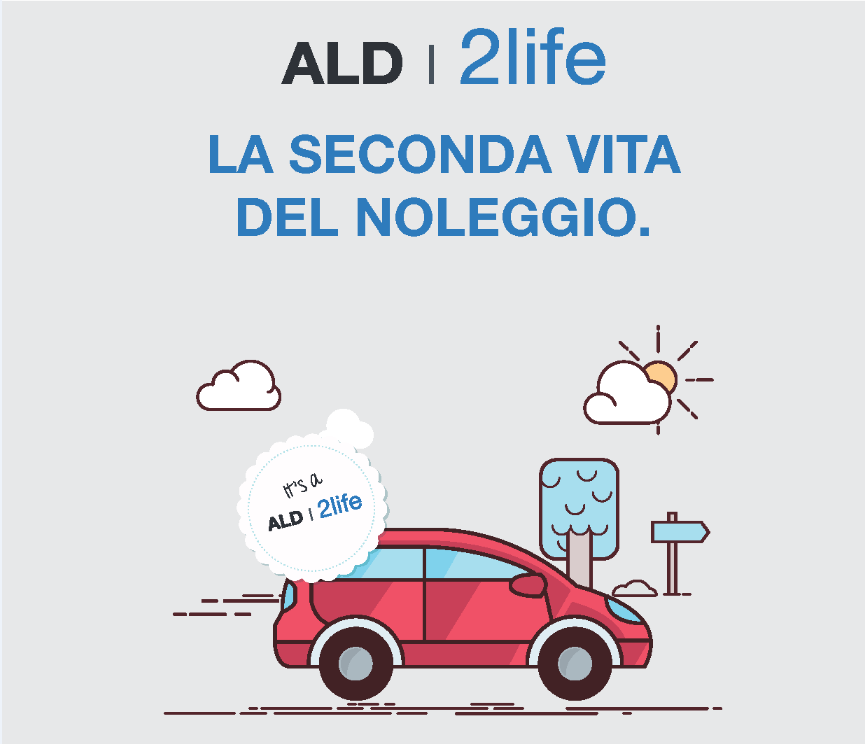 ALD | 2life
LA SECONDA VITA
DEL NOLEGGIO.
It's a
ALD | 2life